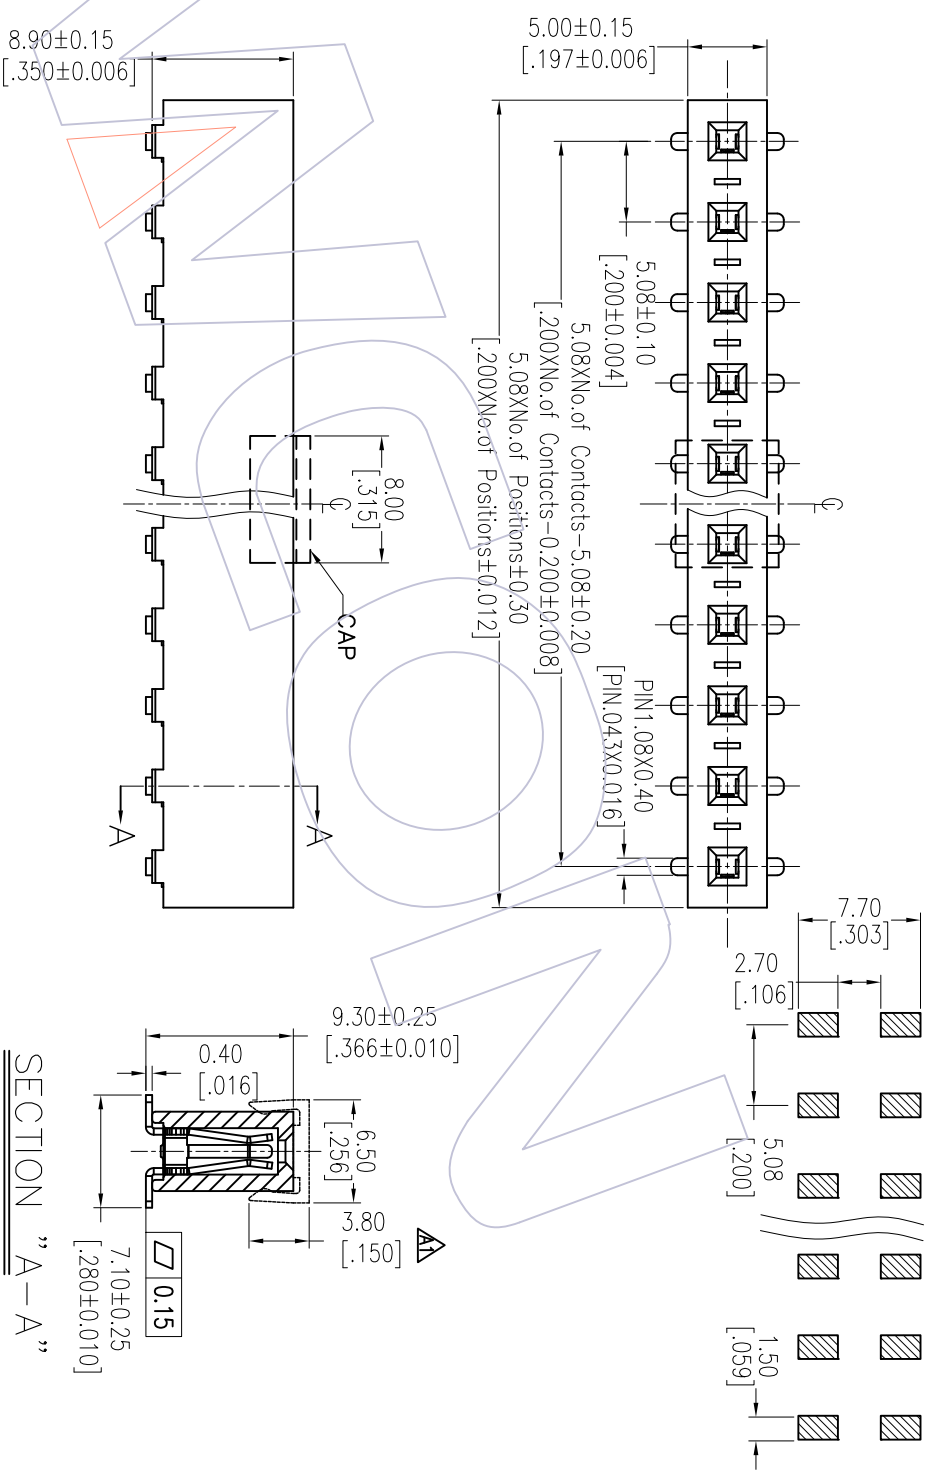 8.90±0.15
[.350±0.006]
5.00±0.15
[.197±0.006]
5.08±0.10
[.200±0.004]
5.08XNo.of Contacts-5.08±0.20
[.200XNo.of Contacts-0.200±0.008]
5.08XNo.of Positions±0.30
[.200XNo.of Positions±0.012]
8.00
[.315]
CAP
PIN1.08X0.40
[PIN.043X0.016]
A
A
7.70
[.303]
2.70
[.106]
5.08
[.200]
1.50
[.059]
9.30±0.25
[.366±0.010]
0.40
[.016]
6.50
[.256]
3.80
[.150]
A1
0.15
7.10±0.25
[.280±0.010]
SECTION "A-A"